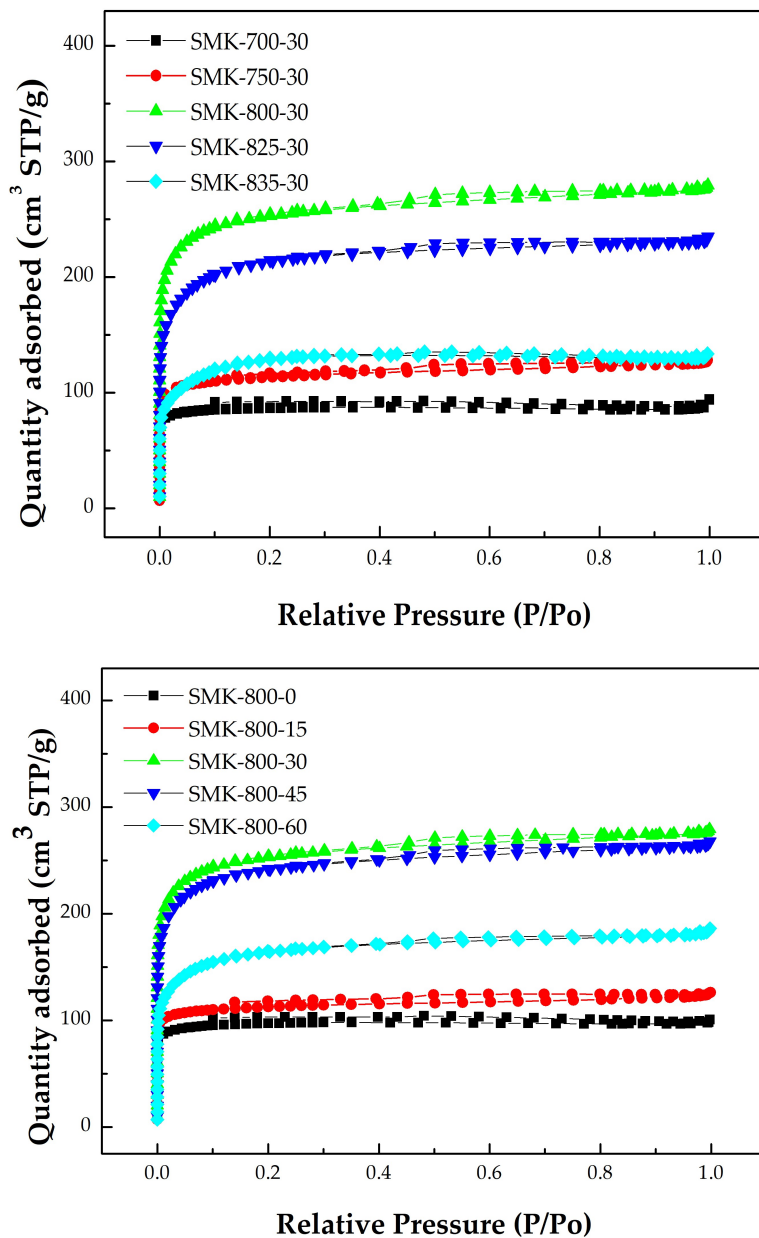 400
300
200
100
0
Quantity adsorbed (cm³ STP/g)
SMK-700-30
SMK-750-30
SMK-800-30
SMK-825-30
SMK-835-30
0.0 0.2 0.4 0.6 0.8 1.0
Relative Pressure (P/Po)
400
300
200
100
0
Quantity adsorbed (cm³ STP/g)
SMK-800-0
SMK-800-15
SMK-800-30
SMK-800-45
SMK-800-60
0.0 0.2 0.4 0.6 0.8 1.0
Relative Pressure (P/Po)